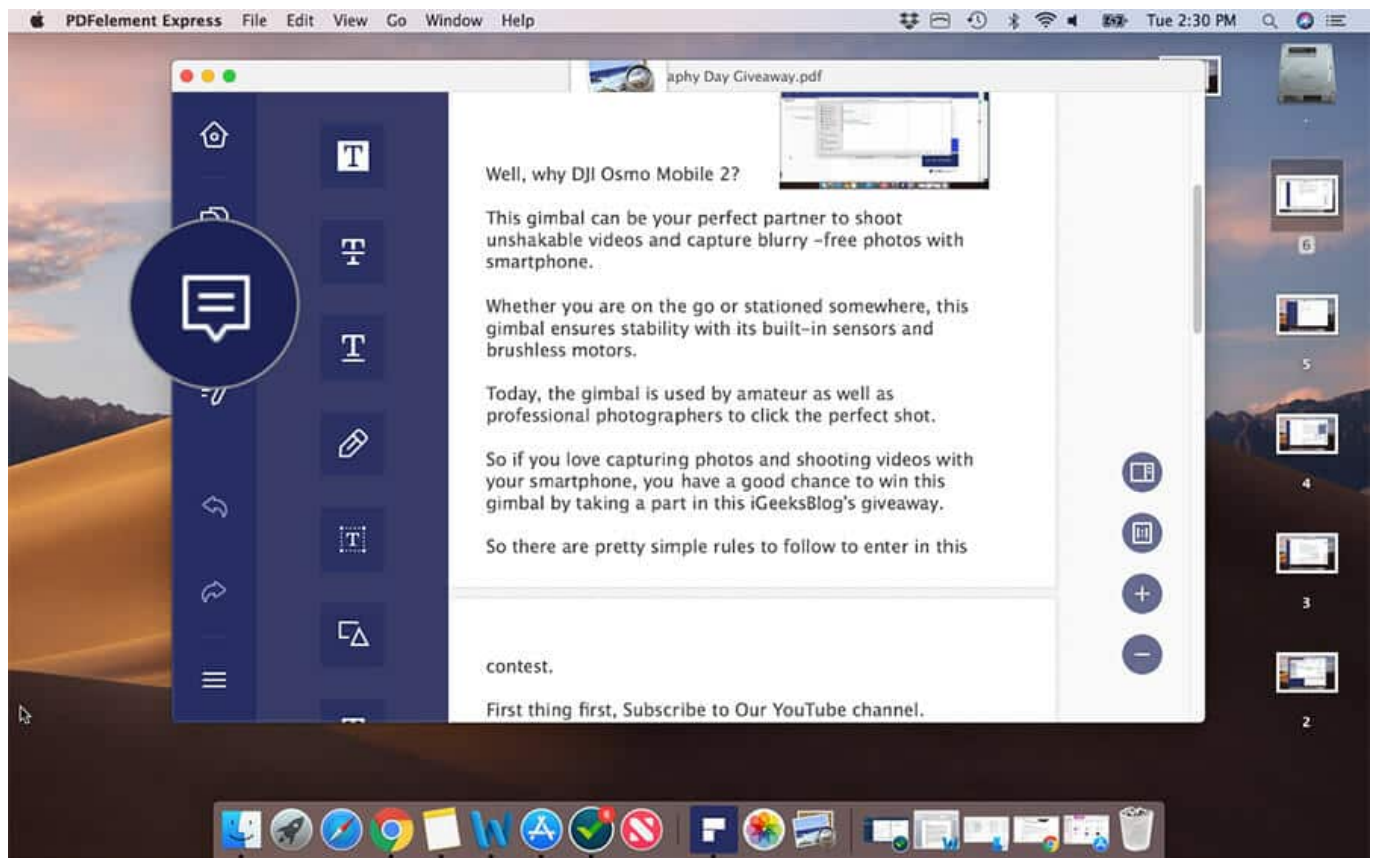 PDFelement Express File Edit View Go Window Help
Tue 2:30 PM
aphy Day Giveaway.pdf
T
T
T
T
Well, why DJI Osmo Mobile 2?
This gimbal can be your perfect partner to shoot
unshakable videos and capture blurry -free photos with
smartphone.
Whether you are on the go or stationed somewhere, this
gimbal ensures stability with its built-in sensors and
brushless motors.
Today, the gimbal is used by amateur as well as
professional photographers to click the perfect shot.
So if you love capturing photos and shooting videos with
your smartphone, you have a good chance to win this
gimbal by taking a part in this iGeeksBlog's giveaway.
So there are pretty simple rules to follow to enter in this
contest.
First thing first, Subscribe to Our YouTube channel.
6
5
4
3
2